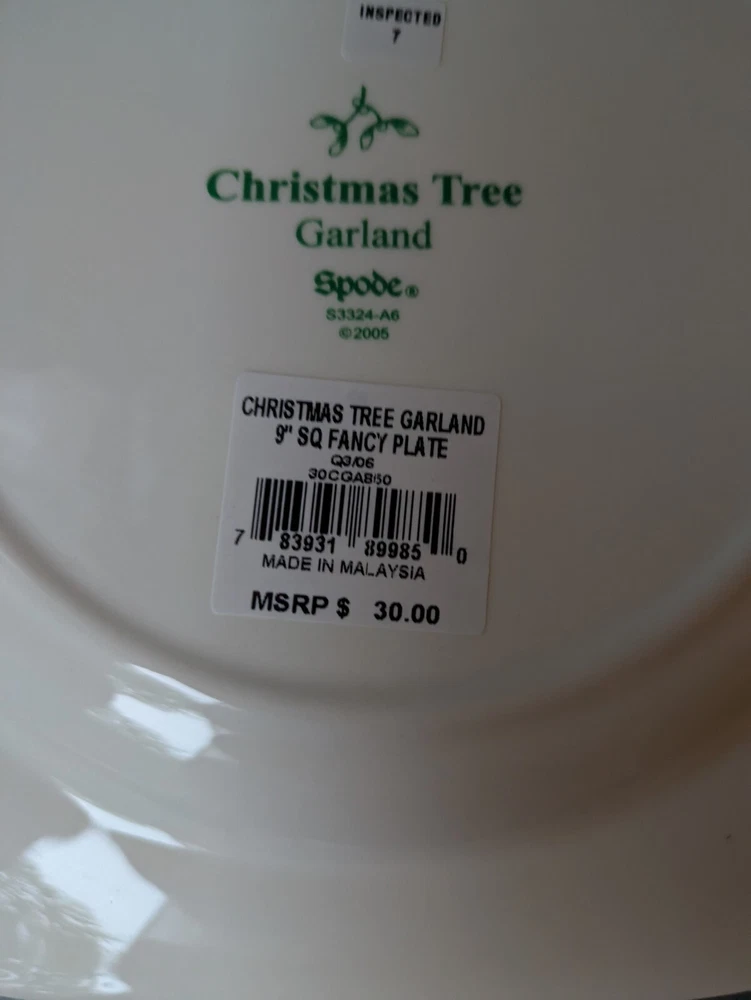 INSPECTED
7
Christmas Tree
Garland
Spode®
S3324-A6
©2005
CHRISTMAS TREE GARLAND
9" SQ FANCY PLATE
Q3/06
7 83931 89985 0
MADE IN MALAYSIA
MSRP $ 30.00